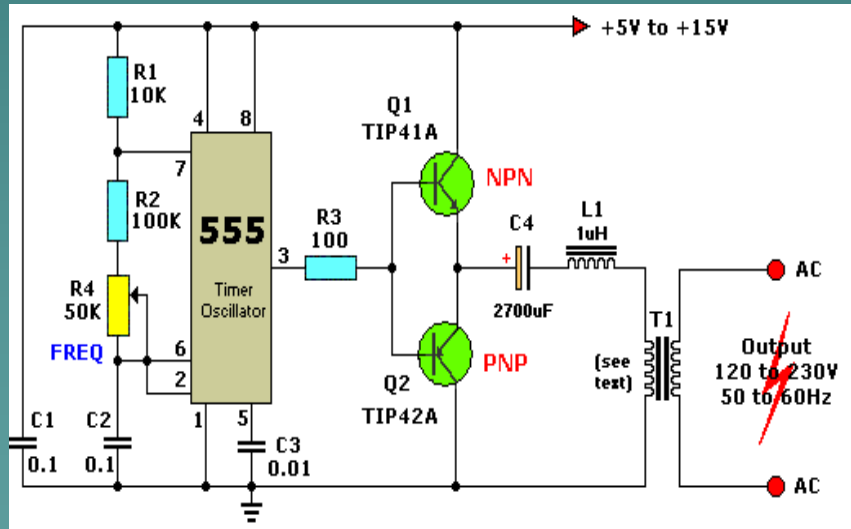 +5V to +15V
R1
10K
4
8
Q1
TIP41A
7
NPN
R2
100K
555
R3
100
C4
L1
1uH
3
+
AC
R4
50K
Timer
Oscillator
2700uF
T1
FREQ
6
2
PNP
(see
text)
Output
120 to 230V
50 to 60Hz
Q2
TIP42A
C1
0.1
C2
0.1
1
5
C3
0.01
AC